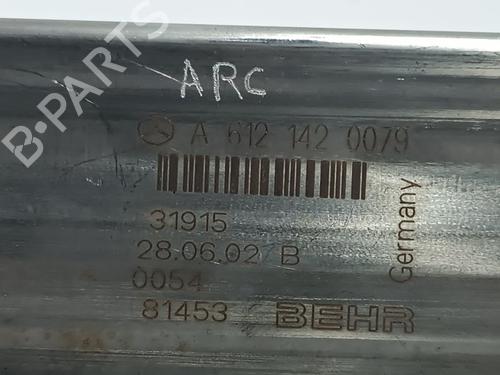 B-PARTS
ARC
A 612 142 0079
31915
28.06.02 B
0054
81453 BEHR
Germany